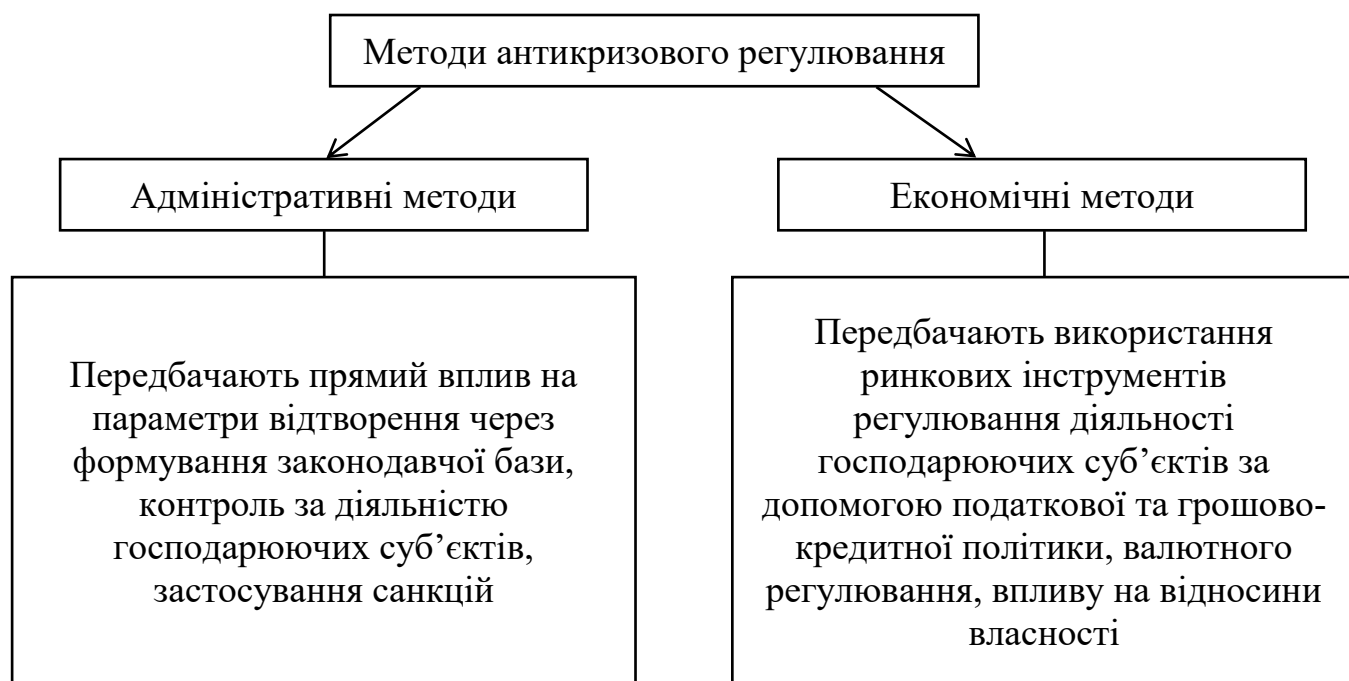 Методи антикризового регулювання
Адміністративні методи
Економічні методи
Передбачають прямий вплив на
параметри відтворення через
формування законодавчої бази,
контроль за діяльністю
господарюючих суб’єктів,
застосування санкцій
Передбачають використання
ринкових інструментів
регулювання діяльності
господарюючих суб’єктів за
допомогою податкової та грошово-
кредитної політики, валютного
регулювання, впливу на відносини
власності